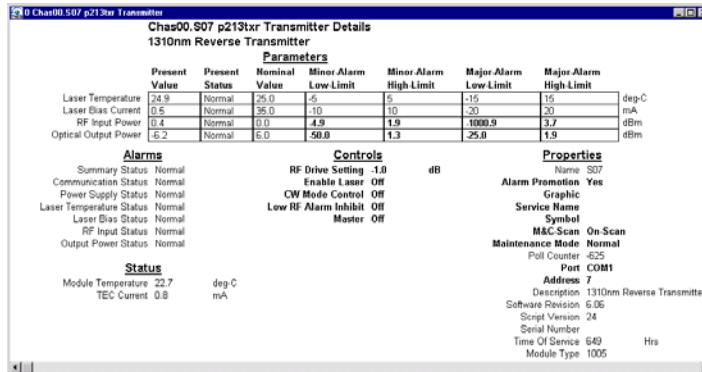 0 Chas00.S07 p213txr Transmitter
Chas00.S07 p213txr Transmitter Details
1310nm Reverse Transmitter
Parameters
Present Value Present Status Nominal Value Minor-Alarm Low-Limit Minor-Alarm High-Limit Major-Alarm Low-Limit Major-Alarm High-Limit
Laser Temperature 24.9 Normal 25.0 -5 5 -15 15 deg-C
Laser Bias Current 0.5 Normal 35.0 -10 10 -20 20 mA
RF Input Power 0.4 Normal 0.0 -4.9 1.9 -1000.9 3.7 dBm
Optical Output Power -6.2 Normal 6.0 -50.0 1.3 -25.0 1.9 dBm
Alarms
Summary Status Normal
Communication Status Normal
Power Supply Status Normal
Laser Temperature Status Normal
Laser Bias Status Normal
RF Input Status Normal
Output Power Status Normal
Status
Module Temperature 22.7 deg-C
TEC Current 0.8 mA
Controls
RF Drive Setting -1.0 dB
Enable Laser Off
CW Mode Control Off
Low RF Alarm Inhibit Off
Master Off
Properties
Name S07
Alarm Promotion Yes
Graphic
Service Name
Symbol
M&C-Scan On-Scan
Maintenance Mode Normal
Poll Counter -625
Port COM1
Address 7
Description 1310nm Reverse Transmitte
Software Revision 6.06
Script Version 24
Serial Number
Time Of Service 649 Hrs
Module Type 1005